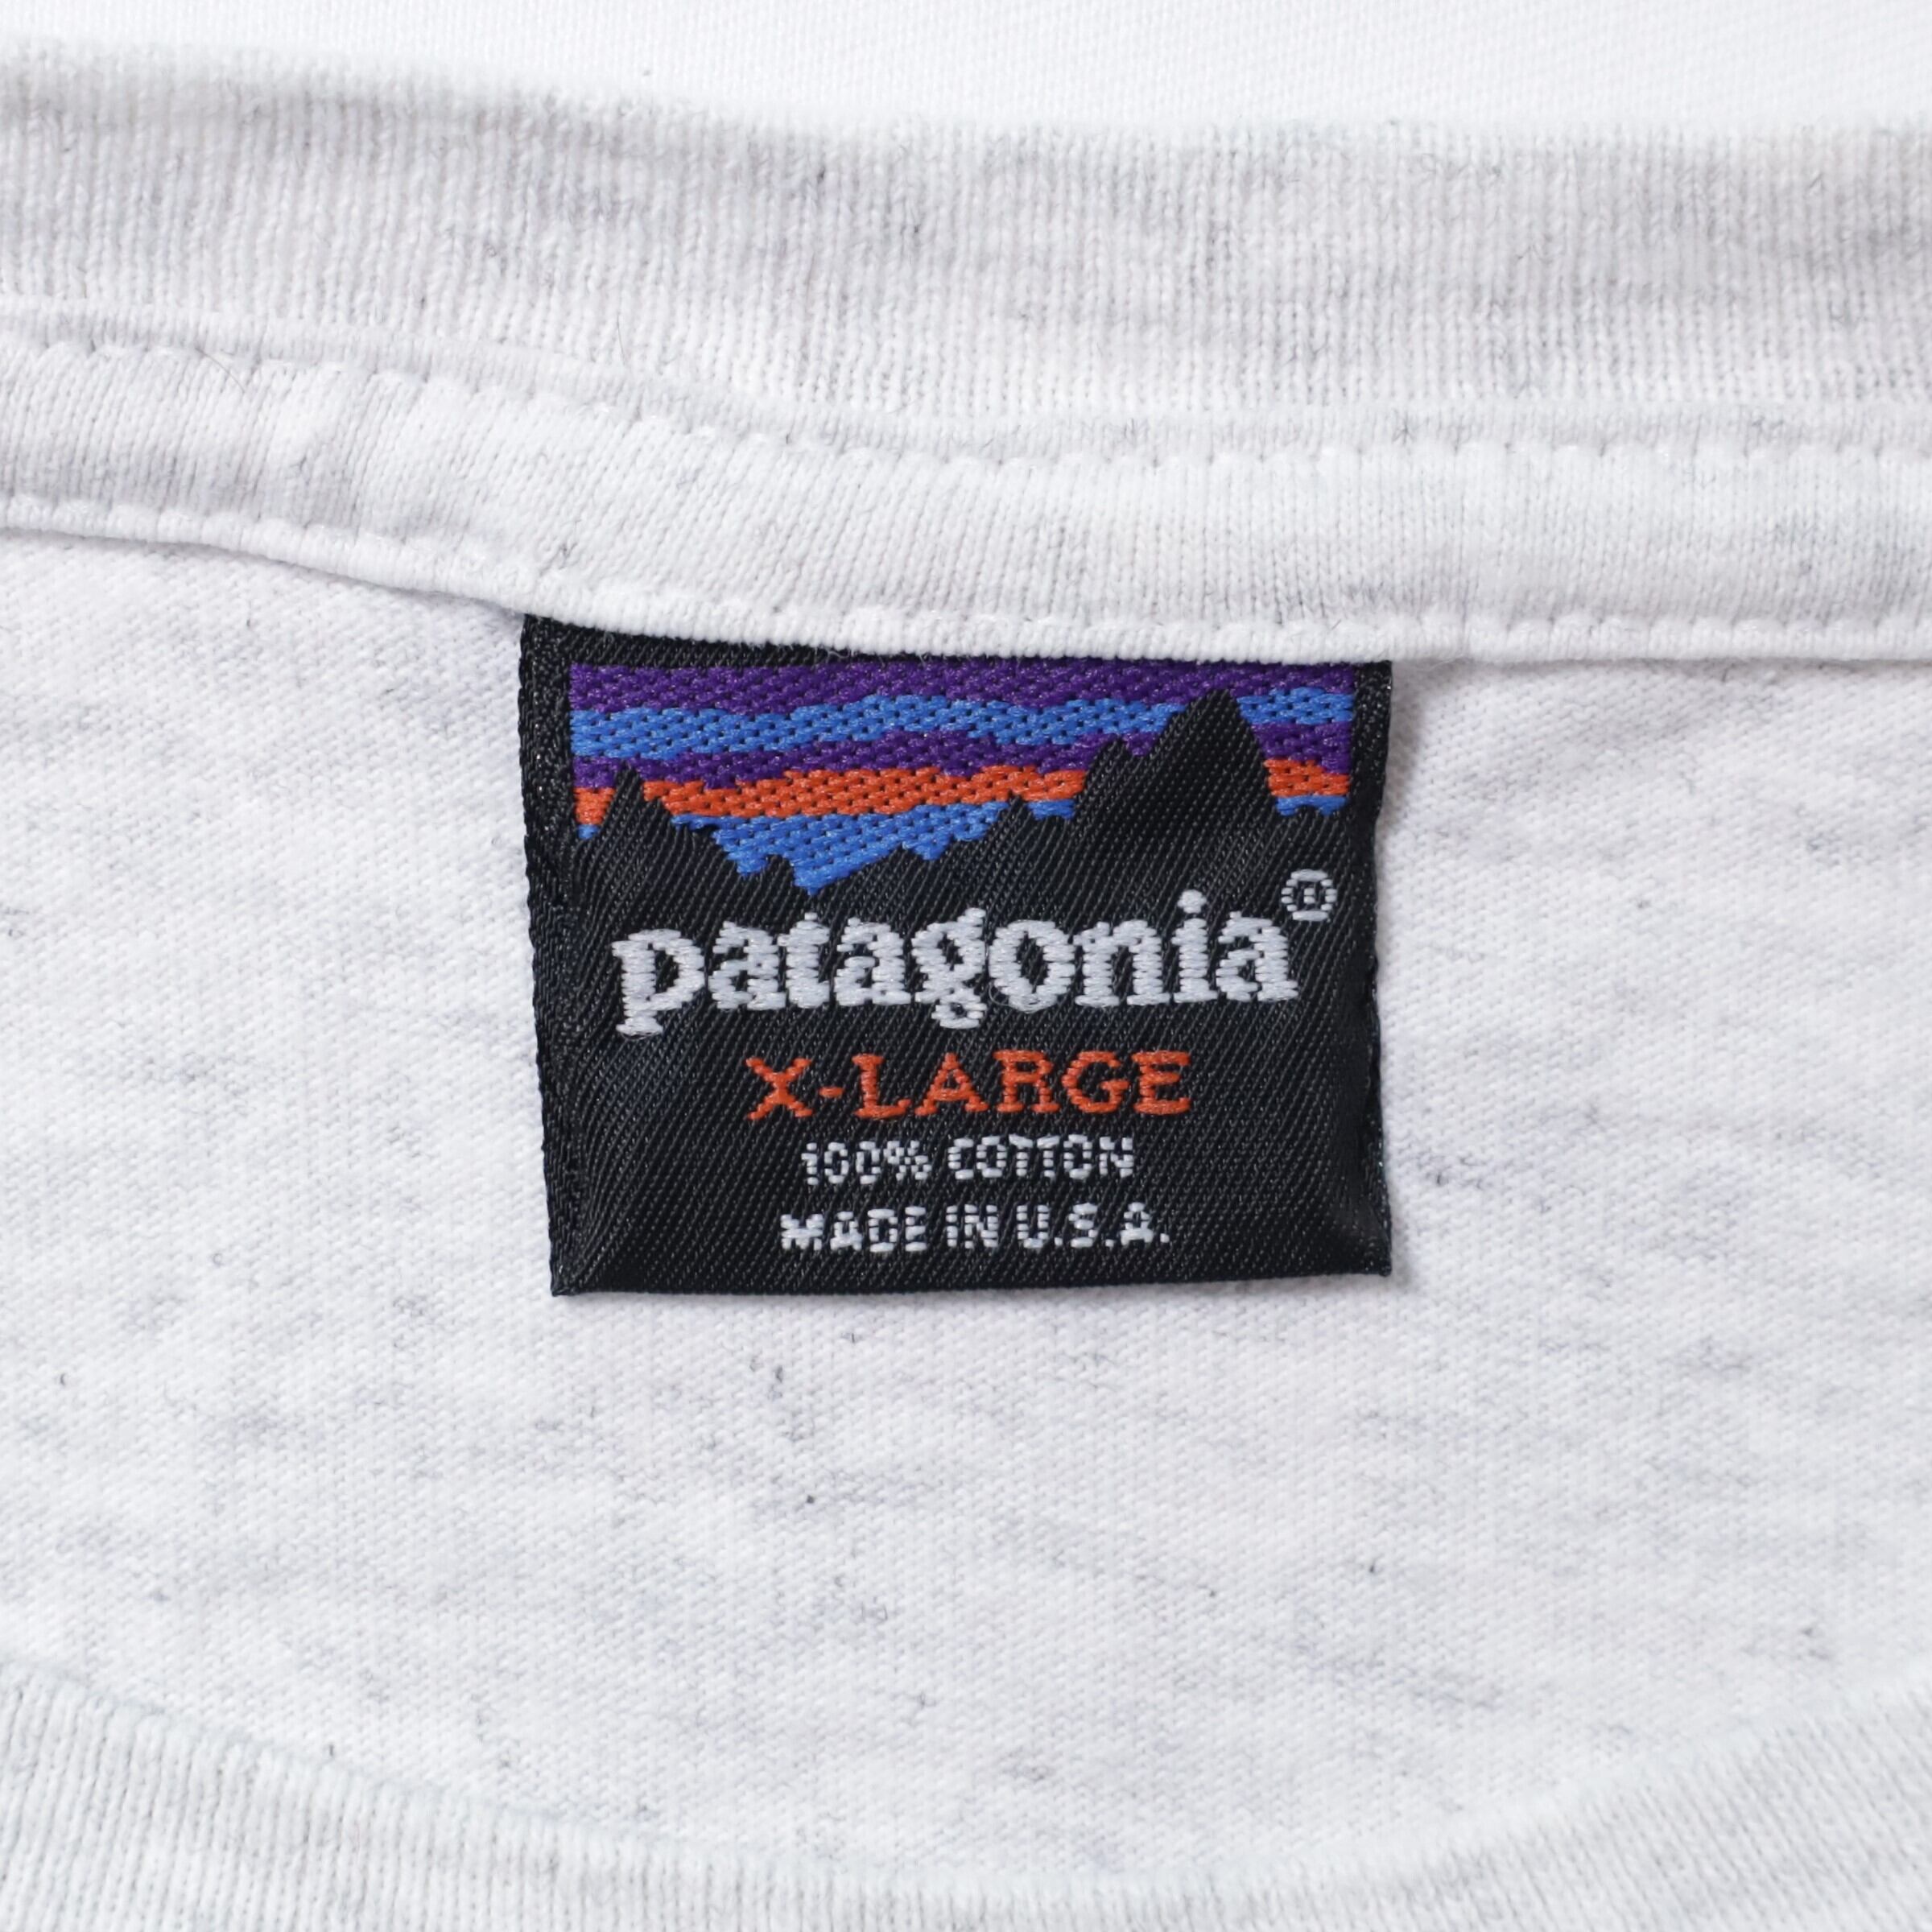 patagonia®
X-LARGE
100% COTTON
MADE IN U.S.A.